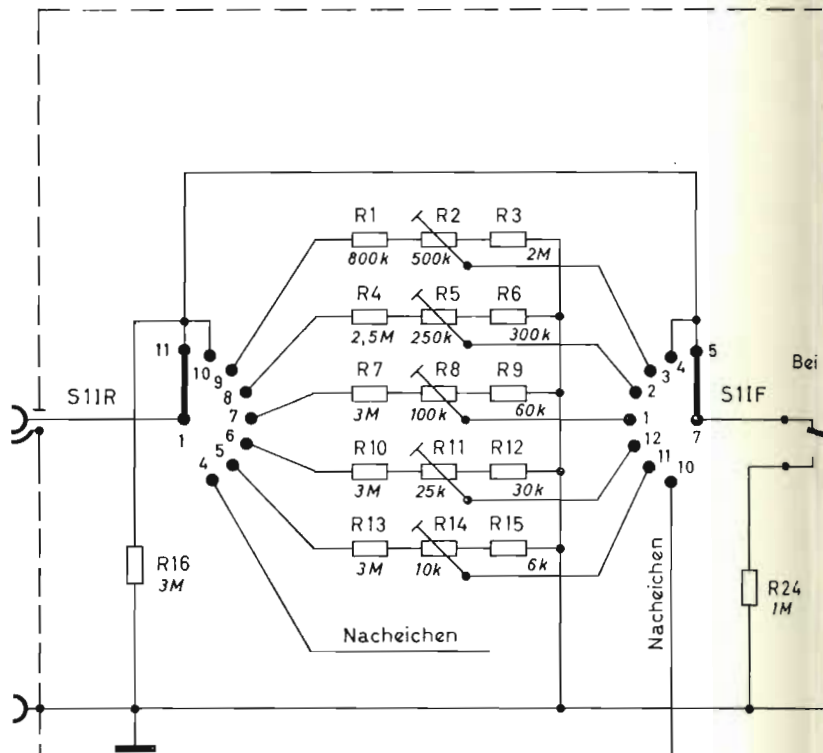 R1 R2 R3
800k 500k 2M
R4 R5 R6
2,5M 250k 300k
11 10 9 8 7 6 5 4 1
S1IR
3 4 5 2 1 12 11 10 7
S1IF
Bei
R7 R8 R9
3M 100k 60k
R10 R11 R12
3M 25k 30k
R13 R14 R15
3M 10k 6k
R16
3M
R24
1M
Nacheichen
Nacheichen